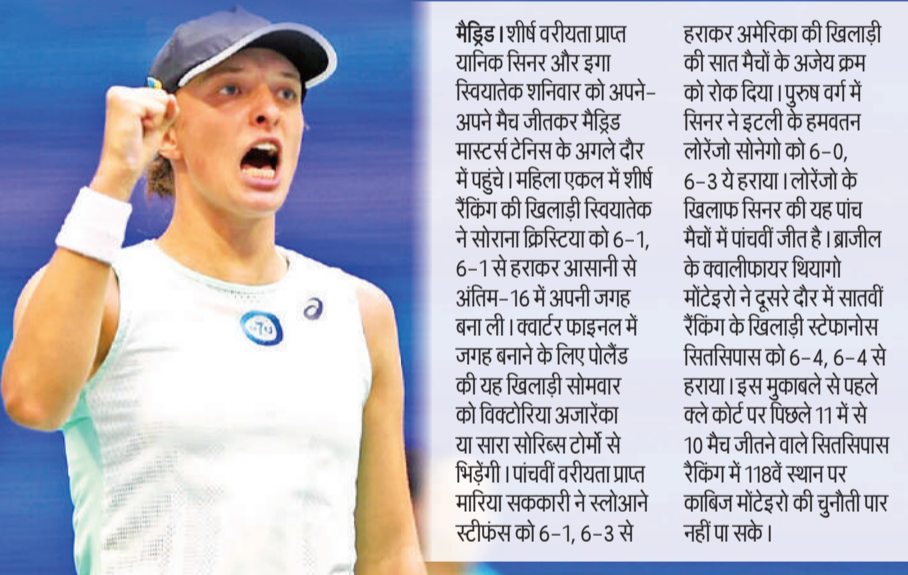 मैड्रिड। शीर्ष वरीयता प्राप्त
यानिक सिनर और इगा
स्वियातेक शनिवार को अपने-
अपने मैच जीतकर मैड्रिड
मास्टर्स टेनिस के अगले दौर
में पहुंचे। महिला एकल में शीर्ष
रैंकिंग की खिलाड़ी स्वियातेक
ने सोराना क्रिस्टिया को 6-1,
6-1 से हराकर आसानी से
अंतिम-16 में अपनी जगह
बना ली। क्वार्टर फाइनल में
जगह बनाने के लिए पोलैंड
की यह खिलाड़ी सोमवार
को विक्टोरिया अजारेंका
या सारा सोरिब्स टोर्मो से
भिड़ेंगी। पांचवीं वरीयता प्राप्त
मारिया सककारी ने स्लोआने
स्टीफंस को 6-1, 6-3 से
हराकर अमेरिका की खिलाड़ी
की सात मैचों के अजेय क्रम
को रोक दिया। पुरुष वर्ग में
सिनर ने इटली के हमवतन
लोरेंजो सोनेगो को 6-0,
6-3 ये हराया। लोरेंजो के
खिलाफ सिनर की यह पांच
मैचों में पांचवीं जीत है। ब्राजील
के क्वालीफायर थियागो
मोंटेइरो ने दूसरे दौर में सातवीं
रैंकिंग के खिलाड़ी स्टेफानोस
सितसिपास को 6-4, 6-4 से
हराया। इस मुकाबले से पहले
क्ले कोर्ट पर पिछले 11 में से
10 मैच जीतने वाले सितसिपास
रैंकिंग में 118वें स्थान पर
काबिज मोंटेइरो की चुनौती पार
नहीं पा सके।